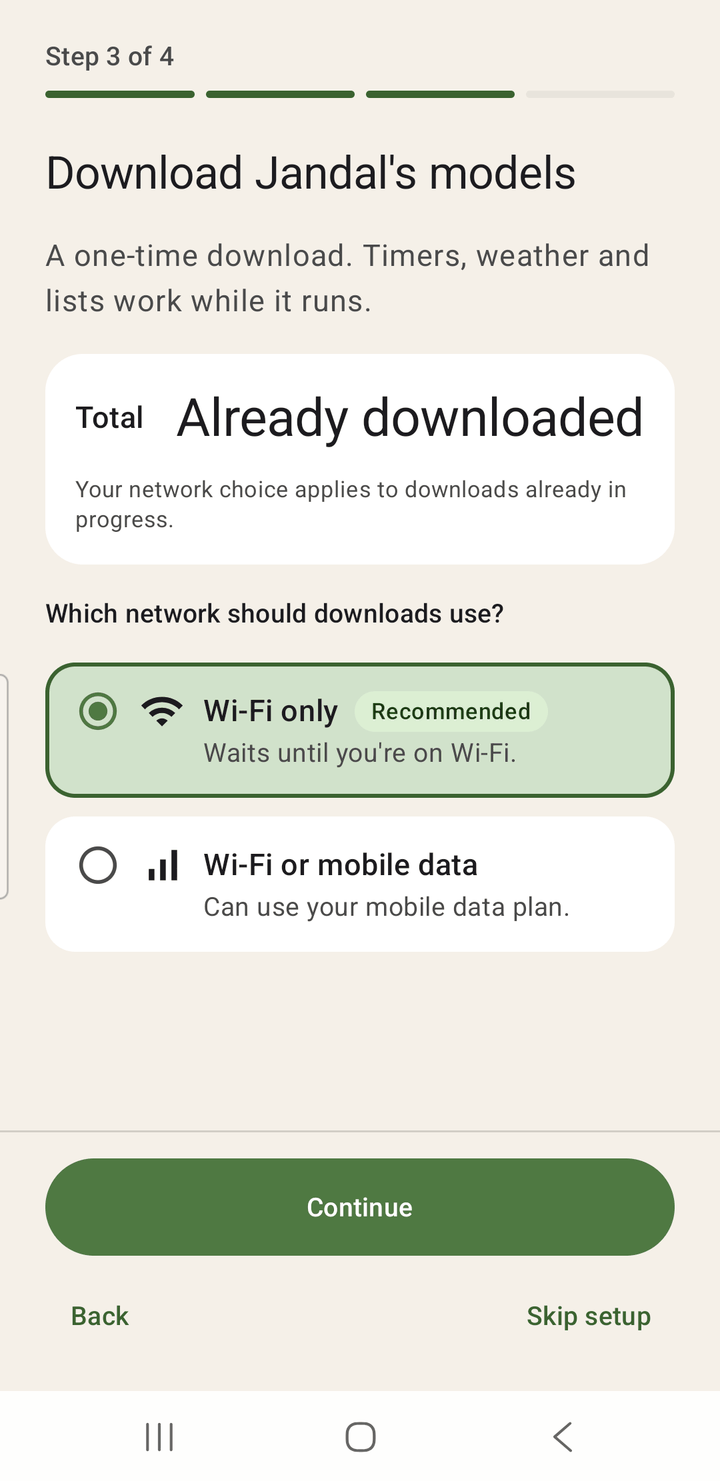 Step 3 of 4
Download Jandal's models
A one-time download. Timers, weather and
lists work while it runs.
Total Already downloaded
Your network choice applies to downloads already in
progress.
Which network should downloads use?
Wi-Fi only Recommended
Waits until you're on Wi-Fi.
Wi-Fi or mobile data
Can use your mobile data plan.
Continue
Back Skip setup